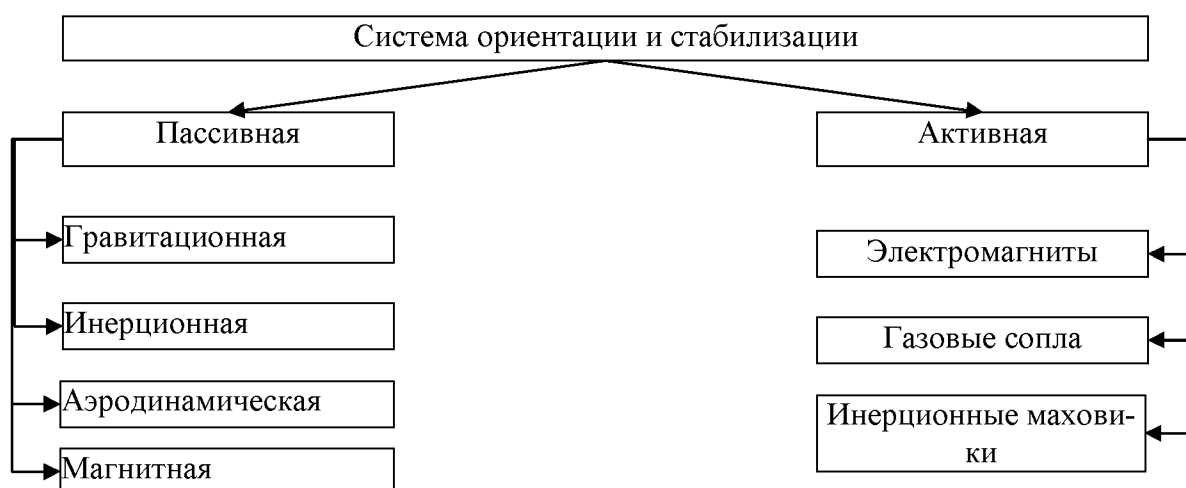 Система ориентации и стабилизации
Пассивная
Активная
Гравитационная
Электромагниты
Инерционная
Газовые сопла
Аэродинамическая
Инерционные махови-
ки
Магнитная